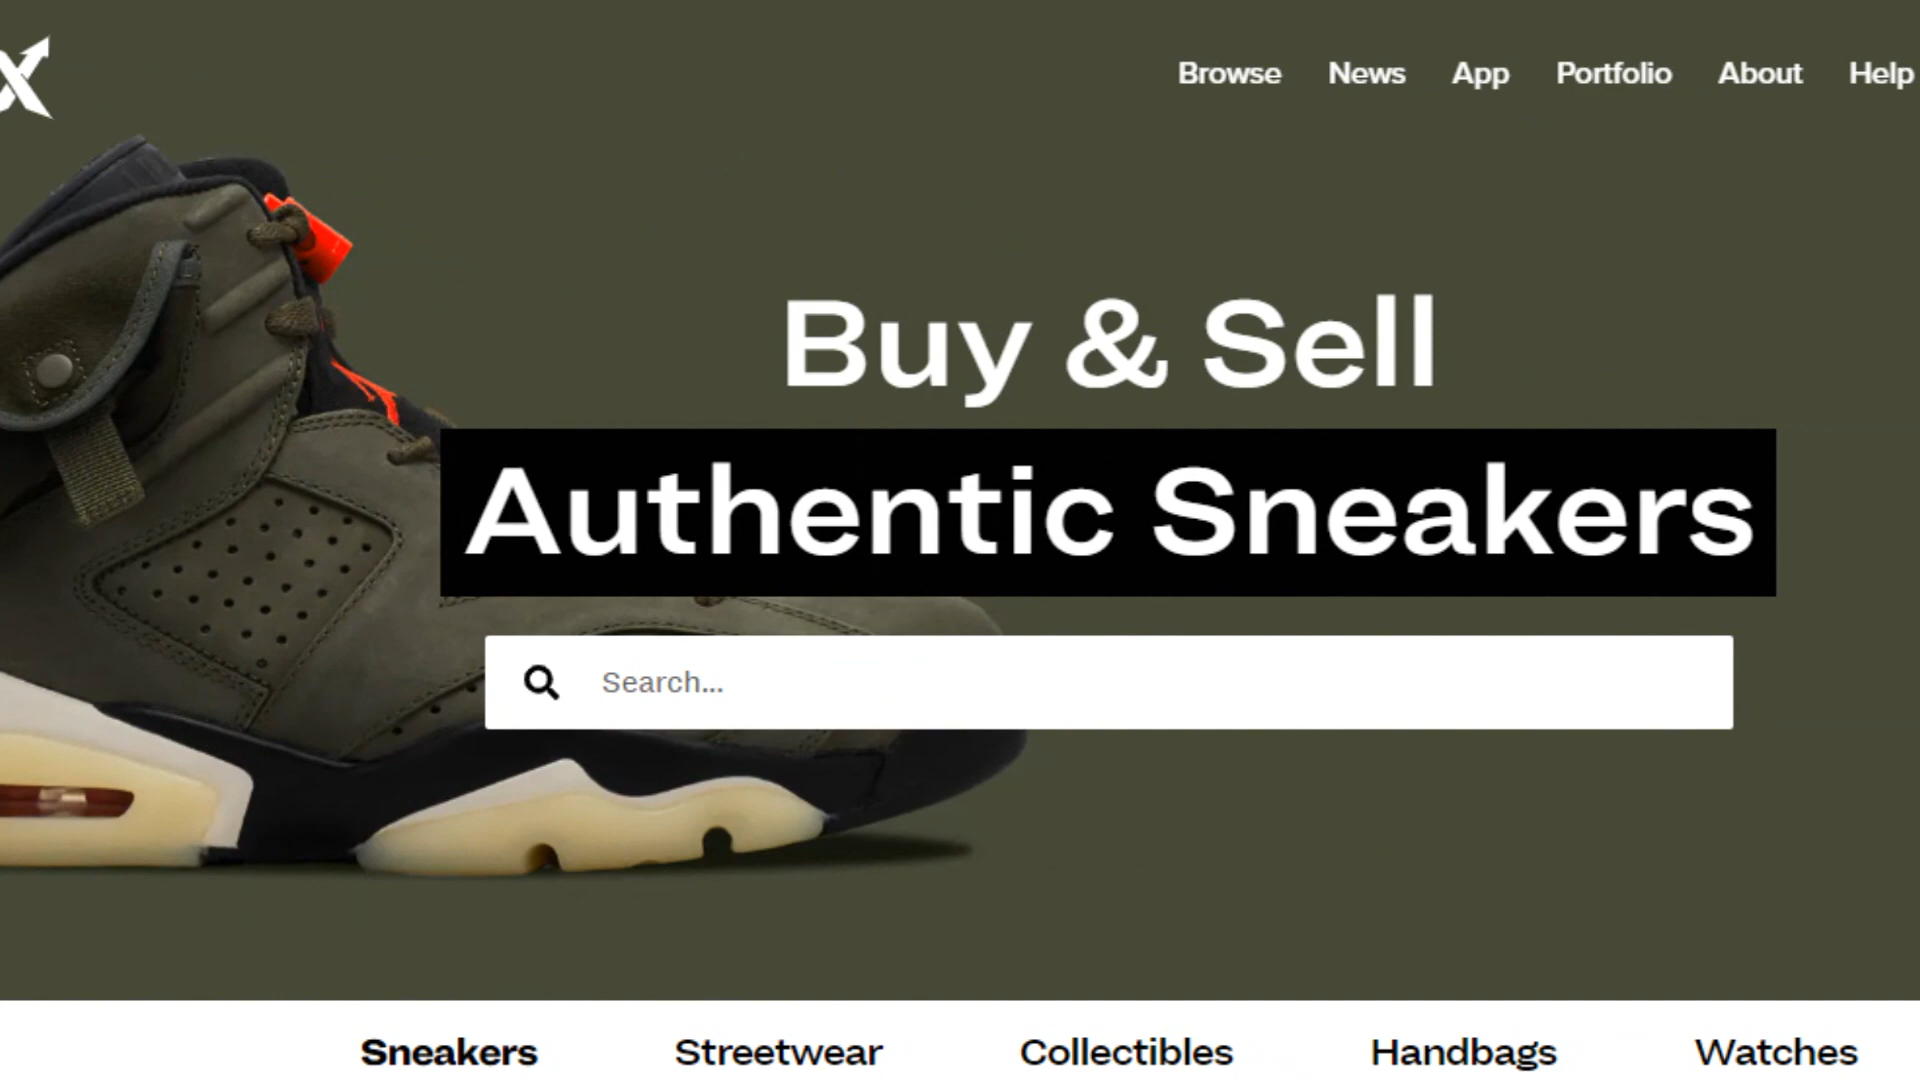 X
Browse News App Portfolio About Help
Buy & Sell
Authentic Sneakers
Search...
Sneakers Streetwear Collectibles Handbags Watches